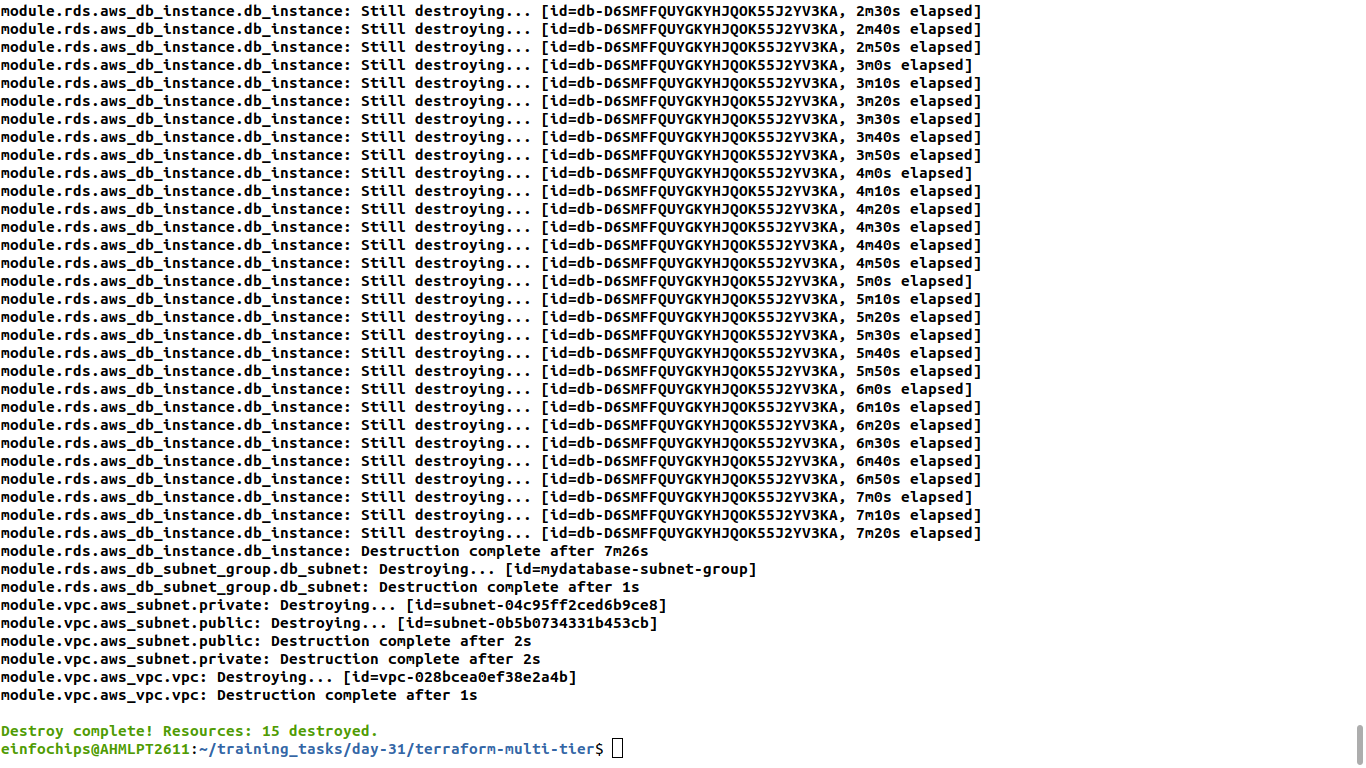 module.rds.aws_db_instance.db_instance: Still destroying... [id=db-D6SMFFQUYGKYHJQOK55J2YV3KA, 2m30s elapsed]
module.rds.aws_db_instance.db_instance: Still destroying... [id=db-D6SMFFQUYGKYHJQOK55J2YV3KA, 2m40s elapsed]
module.rds.aws_db_instance.db_instance: Still destroying... [id=db-D6SMFFQUYGKYHJQOK55J2YV3KA, 2m50s elapsed]
module.rds.aws_db_instance.db_instance: Still destroying... [id=db-D6SMFFQUYGKYHJQOK55J2YV3KA, 3m0s elapsed]
module.rds.aws_db_instance.db_instance: Still destroying... [id=db-D6SMFFQUYGKYHJQOK55J2YV3KA, 3m10s elapsed]
module.rds.aws_db_instance.db_instance: Still destroying... [id=db-D6SMFFQUYGKYHJQOK55J2YV3KA, 3m20s elapsed]
module.rds.aws_db_instance.db_instance: Still destroying... [id=db-D6SMFFQUYGKYHJQOK55J2YV3KA, 3m30s elapsed]
module.rds.aws_db_instance.db_instance: Still destroying... [id=db-D6SMFFQUYGKYHJQOK55J2YV3KA, 3m40s elapsed]
module.rds.aws_db_instance.db_instance: Still destroying... [id=db-D6SMFFQUYGKYHJQOK55J2YV3KA, 3m50s elapsed]
module.rds.aws_db_instance.db_instance: Still destroying... [id=db-D6SMFFQUYGKYHJQOK55J2YV3KA, 4m0s elapsed]
module.rds.aws_db_instance.db_instance: Still destroying... [id=db-D6SMFFQUYGKYHJQOK55J2YV3KA, 4m10s elapsed]
module.rds.aws_db_instance.db_instance: Still destroying... [id=db-D6SMFFQUYGKYHJQOK55J2YV3KA, 4m20s elapsed]
module.rds.aws_db_instance.db_instance: Still destroying... [id=db-D6SMFFQUYGKYHJQOK55J2YV3KA, 4m30s elapsed]
module.rds.aws_db_instance.db_instance: Still destroying... [id=db-D6SMFFQUYGKYHJQOK55J2YV3KA, 4m40s elapsed]
module.rds.aws_db_instance.db_instance: Still destroying... [id=db-D6SMFFQUYGKYHJQOK55J2YV3KA, 4m50s elapsed]
module.rds.aws_db_instance.db_instance: Still destroying... [id=db-D6SMFFQUYGKYHJQOK55J2YV3KA, 5m0s elapsed]
module.rds.aws_db_instance.db_instance: Still destroying... [id=db-D6SMFFQUYGKYHJQOK55J2YV3KA, 5m10s elapsed]
module.rds.aws_db_instance.db_instance: Still destroying... [id=db-D6SMFFQUYGKYHJQOK55J2YV3KA, 5m20s elapsed]
module.rds.aws_db_instance.db_instance: Still destroying... [id=db-D6SMFFQUYGKYHJQOK55J2YV3KA, 5m30s elapsed]
module.rds.aws_db_instance.db_instance: Still destroying... [id=db-D6SMFFQUYGKYHJQOK55J2YV3KA, 5m40s elapsed]
module.rds.aws_db_instance.db_instance: Still destroying... [id=db-D6SMFFQUYGKYHJQOK55J2YV3KA, 5m50s elapsed]
module.rds.aws_db_instance.db_instance: Still destroying... [id=db-D6SMFFQUYGKYHJQOK55J2YV3KA, 6m0s elapsed]
module.rds.aws_db_instance.db_instance: Still destroying... [id=db-D6SMFFQUYGKYHJQOK55J2YV3KA, 6m10s elapsed]
module.rds.aws_db_instance.db_instance: Still destroying... [id=db-D6SMFFQUYGKYHJQOK55J2YV3KA, 6m20s elapsed]
module.rds.aws_db_instance.db_instance: Still destroying... [id=db-D6SMFFQUYGKYHJQOK55J2YV3KA, 6m30s elapsed]
module.rds.aws_db_instance.db_instance: Still destroying... [id=db-D6SMFFQUYGKYHJQOK55J2YV3KA, 6m40s elapsed]
module.rds.aws_db_instance.db_instance: Still destroying... [id=db-D6SMFFQUYGKYHJQOK55J2YV3KA, 6m50s elapsed]
module.rds.aws_db_instance.db_instance: Still destroying... [id=db-D6SMFFQUYGKYHJQOK55J2YV3KA, 7m0s elapsed]
module.rds.aws_db_instance.db_instance: Still destroying... [id=db-D6SMFFQUYGKYHJQOK55J2YV3KA, 7m10s elapsed]
module.rds.aws_db_instance.db_instance: Still destroying... [id=db-D6SMFFQUYGKYHJQOK55J2YV3KA, 7m20s elapsed]
module.rds.aws_db_instance.db_instance: Destruction complete after 7m26s
module.rds.aws_db_subnet_group.db_subnet: Destroying... [id=mydatabase-subnet-group]
module.rds.aws_db_subnet_group.db_subnet: Destruction complete after 1s
module.vpc.aws_subnet.private: Destroying... [id=subnet-04c95ff2ced6b9ce8]
module.vpc.aws_subnet.public: Destroying... [id=subnet-0b5b0734331b453cb]
module.vpc.aws_subnet.public: Destruction complete after 2s
module.vpc.aws_subnet.private: Destruction complete after 2s
module.vpc.aws_vpc.vpc: Destroying... [id=vpc-028bcea0ef38e2a4b]
module.vpc.aws_vpc.vpc: Destruction complete after 1s
Destroy complete! Resources: 15 destroyed.
einfochips@AHMLPT2611:~/training_tasks/day-31/terraform-multi-tier$